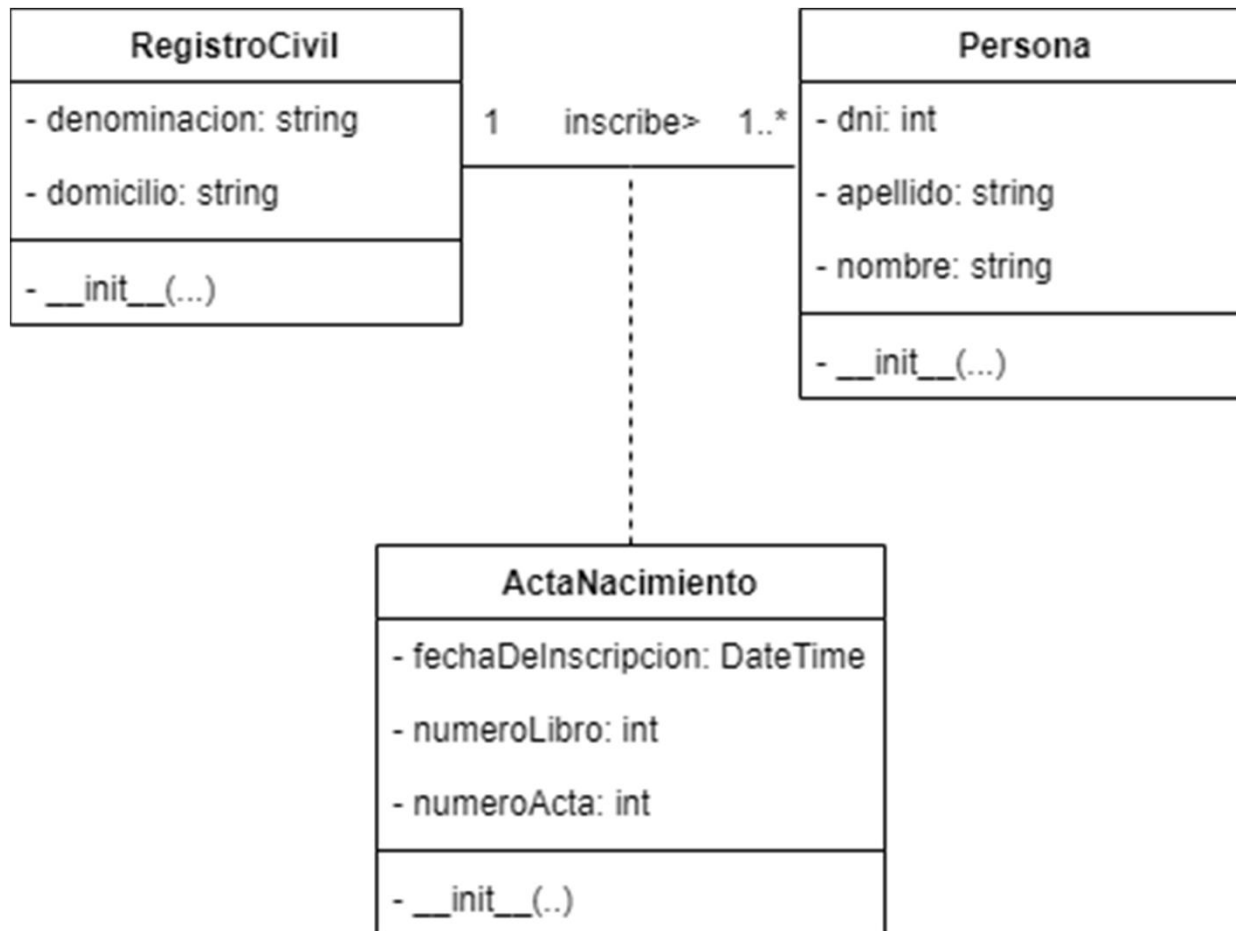 RegistroCivil
- denominacion: string
- domicilio: string
- __init__(...)
1 inscribe> 1..*
Persona
- dni: int
- apellido: string
- nombre: string
- __init__(...)
ActaNacimiento
- fechaDeInscripcion: DateTime
- numeroLibro: int
- numeroActa: int
- __init__(..)